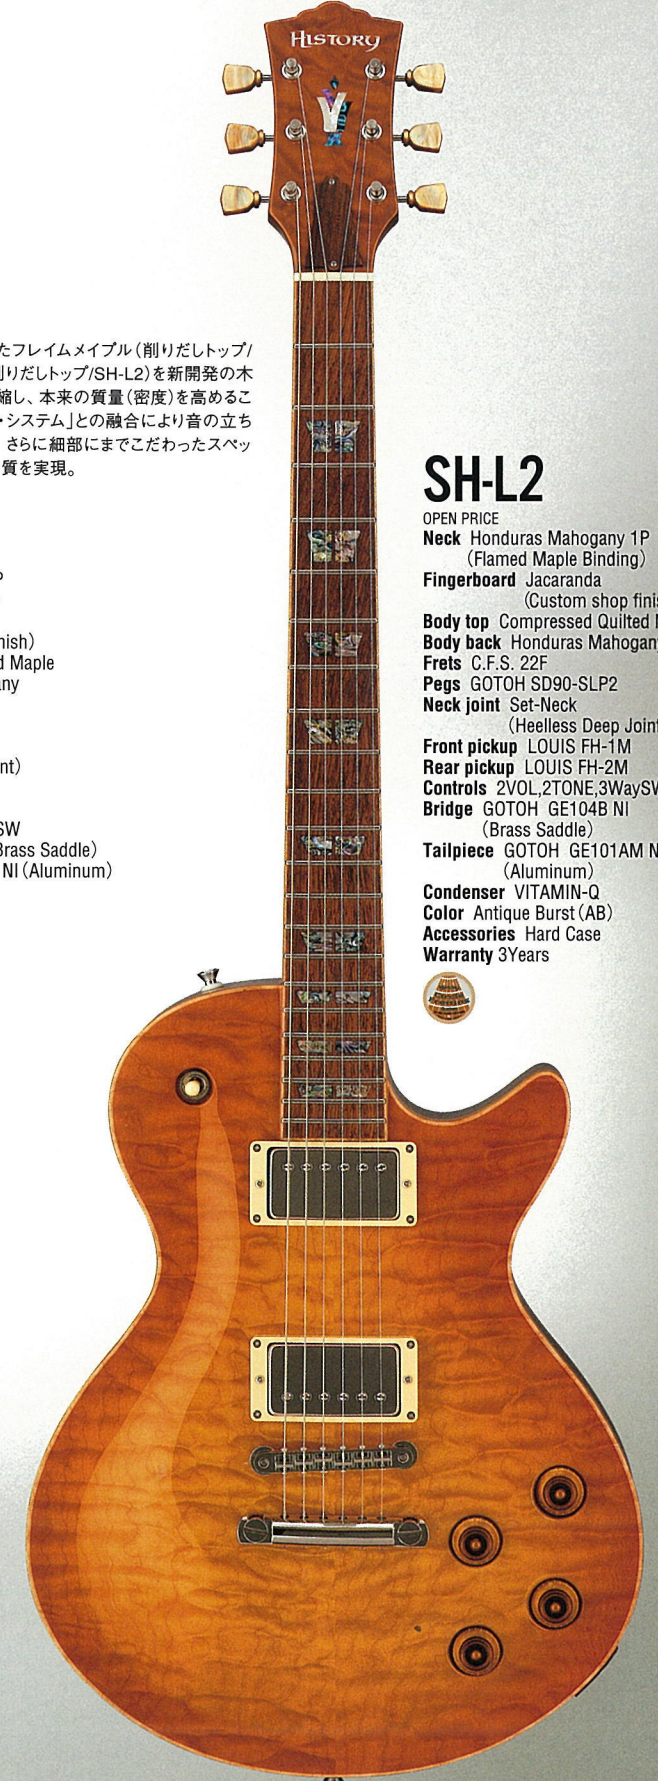 HISTORY
たフレイムメイプル（削りだしトップ/
削りだしトップ/SH-L2）を新開発の木
縮し、本来の質量（密度）を高めるこ
・システム」との融合により音の立ち
さらに細部にまでこだわったスペッ
質を実現。
nish)
d Maple
any
nt)
SW
Brass Saddle)
NI (Aluminum)
SH-L2
OPEN PRICE
Neck Honduras Mahogany 1P
(Flamed Maple Binding)
Fingerboard Jacaranda
(Custom shop finis
Body top Compressed Quilted M
Body back Honduras Mahogany
Frets C.F.S. 22F
Pegs GOTOH SD90-SLP2
Neck joint Set-Neck
(Heelless Deep Joint
Front pickup LOUIS FH-1M
Rear pickup LOUIS FH-2M
Controls 2VOL,2TONE,3WaySW
Bridge GOTOH GE104B NI
(Brass Saddle)
Tailpiece GOTOH GE101AM N
(Aluminum)
Condenser VITAMIN-Q
Color Antique Burst (AB)
Accessories Hard Case
Warranty 3Years